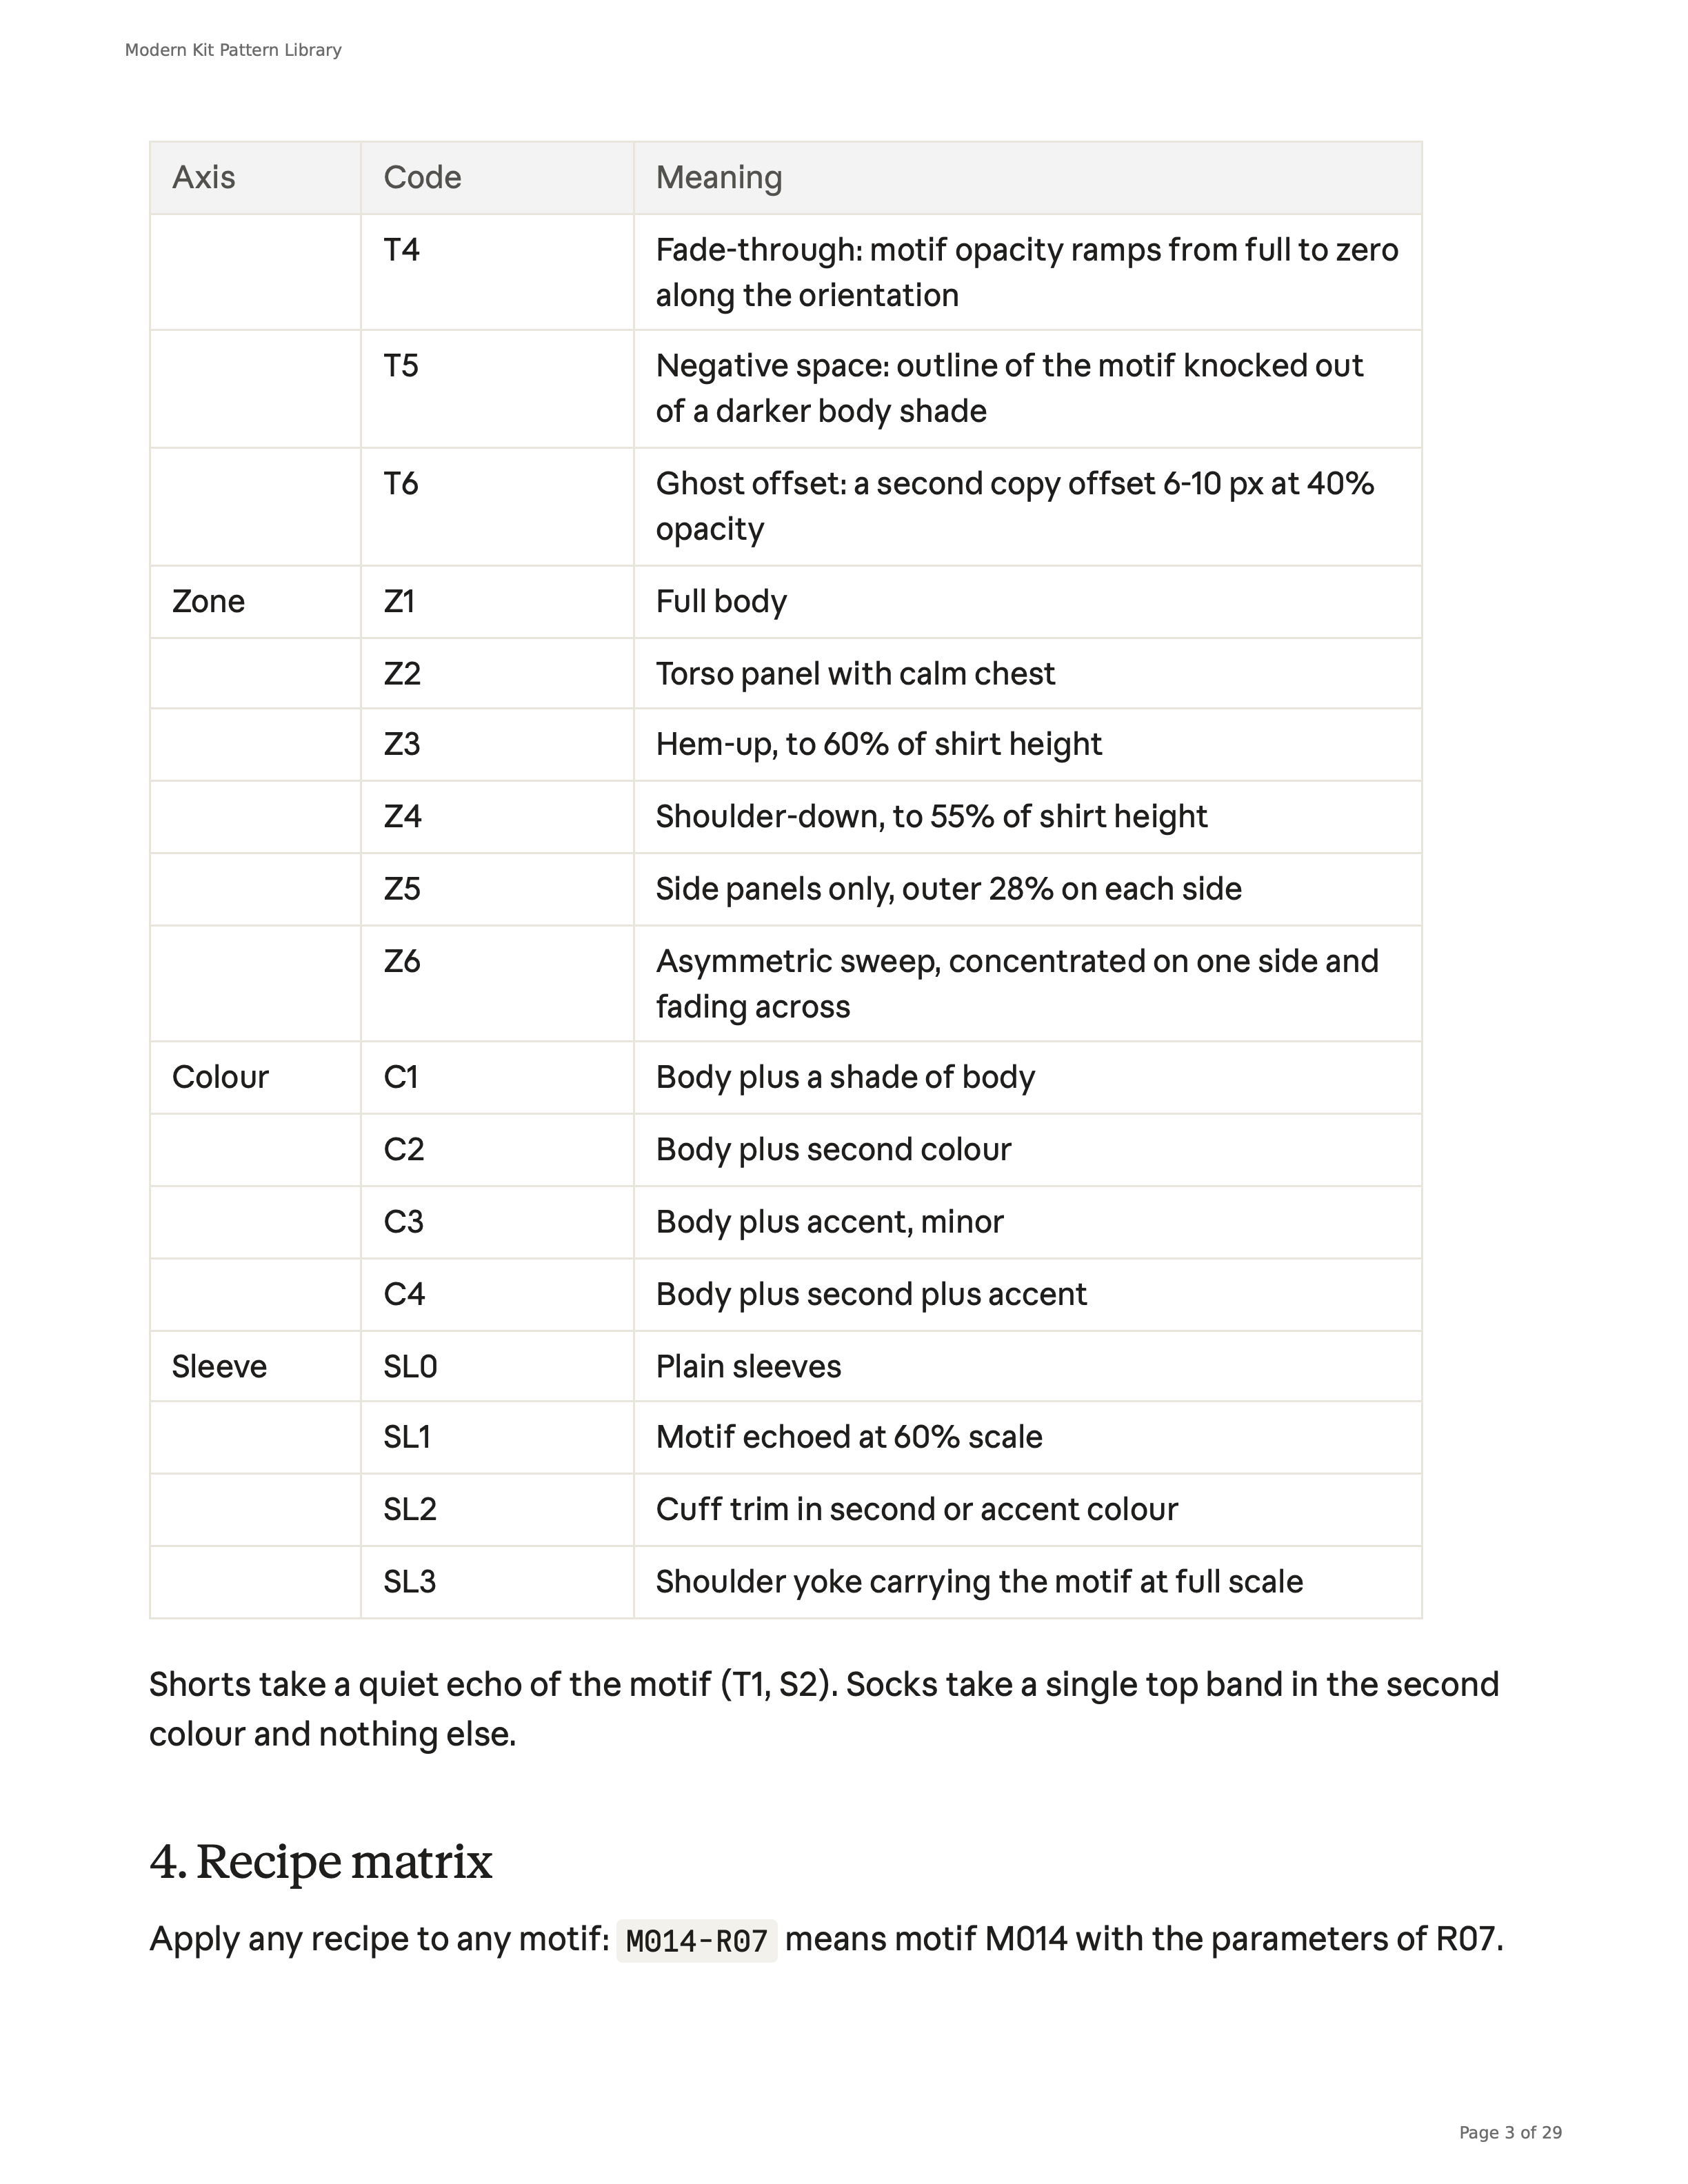 Modern Kit Pattern Library
Axis Code Meaning
T4 Fade-through: motif opacity ramps from full to zero
along the orientation
T5 Negative space: outline of the motif knocked out
of a darker body shade
T6 Ghost offset: a second copy offset 6-10 px at 40%
opacity
Zone Z1 Full body
Z2 Torso panel with calm chest
Z3 Hem-up, to 60% of shirt height
Z4 Shoulder-down, to 55% of shirt height
Z5 Side panels only, outer 28% on each side
Z6 Asymmetric sweep, concentrated on one side and
fading across
Colour C1 Body plus a shade of body
C2 Body plus second colour
C3 Body plus accent, minor
C4 Body plus second plus accent
Sleeve SL0 Plain sleeves
SL1 Motif echoed at 60% scale
SL2 Cuff trim in second or accent colour
SL3 Shoulder yoke carrying the motif at full scale
Shorts take a quiet echo of the motif (T1, S2). Socks take a single top band in the second
colour and nothing else.
4. Recipe matrix
Apply any recipe to any motif: M014-R07 means motif M014 with the parameters of R07.
Page 3 of 29